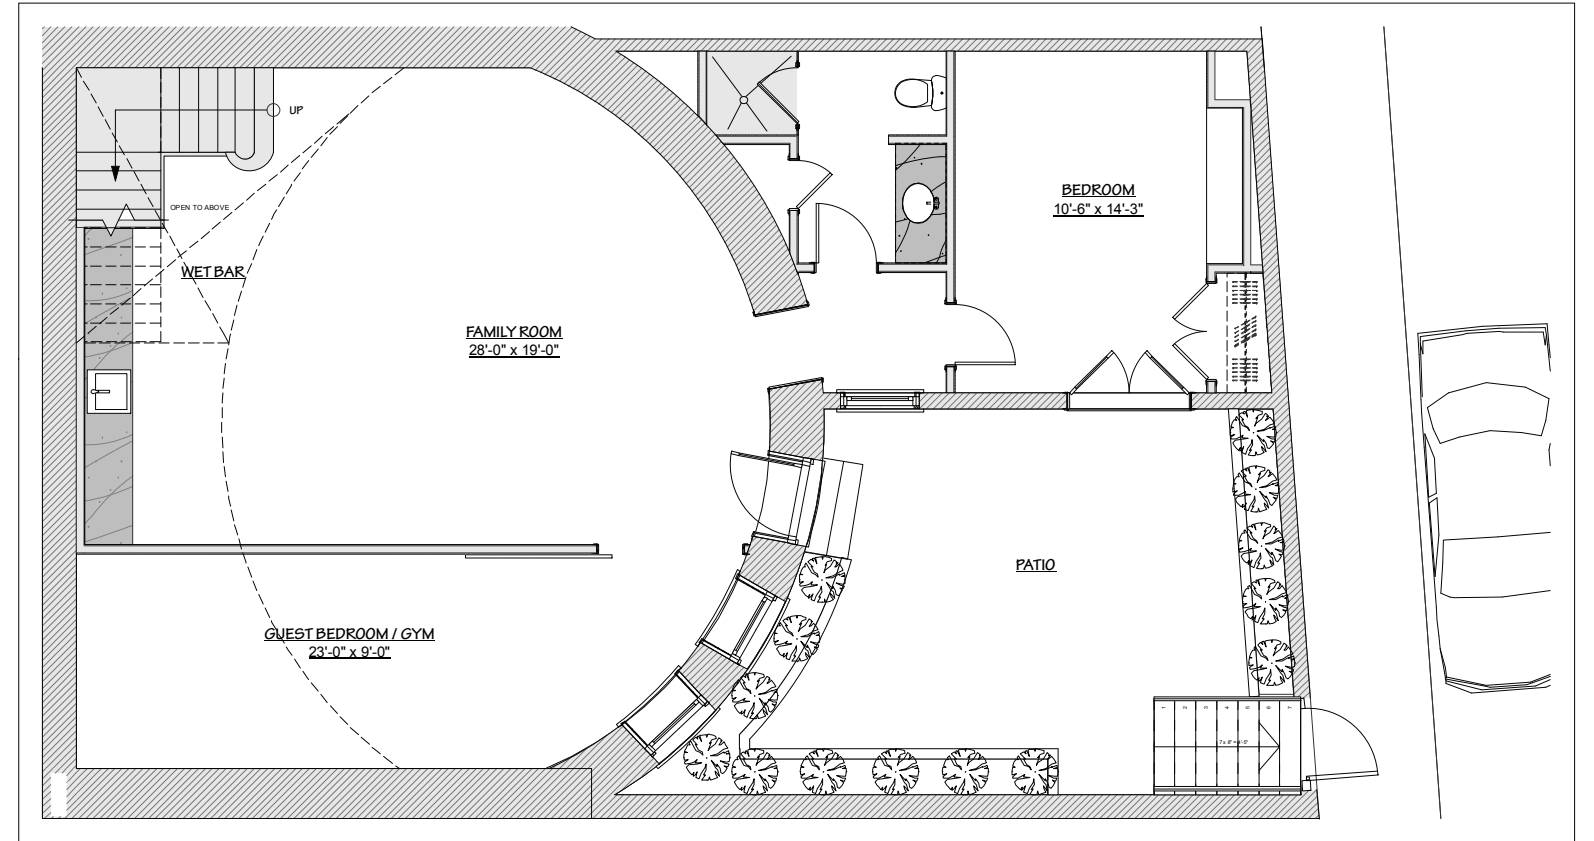 UP
OPEN TO ABOVE
BEDROOM
10'-6" x 14'-3"
WET BAR
FAMILY ROOM
28'-0" x 19'-0"
PATIO
GUEST BEDROOM / GYM
23'-0" x 9'-0"
1 2 3 4 5 6 7